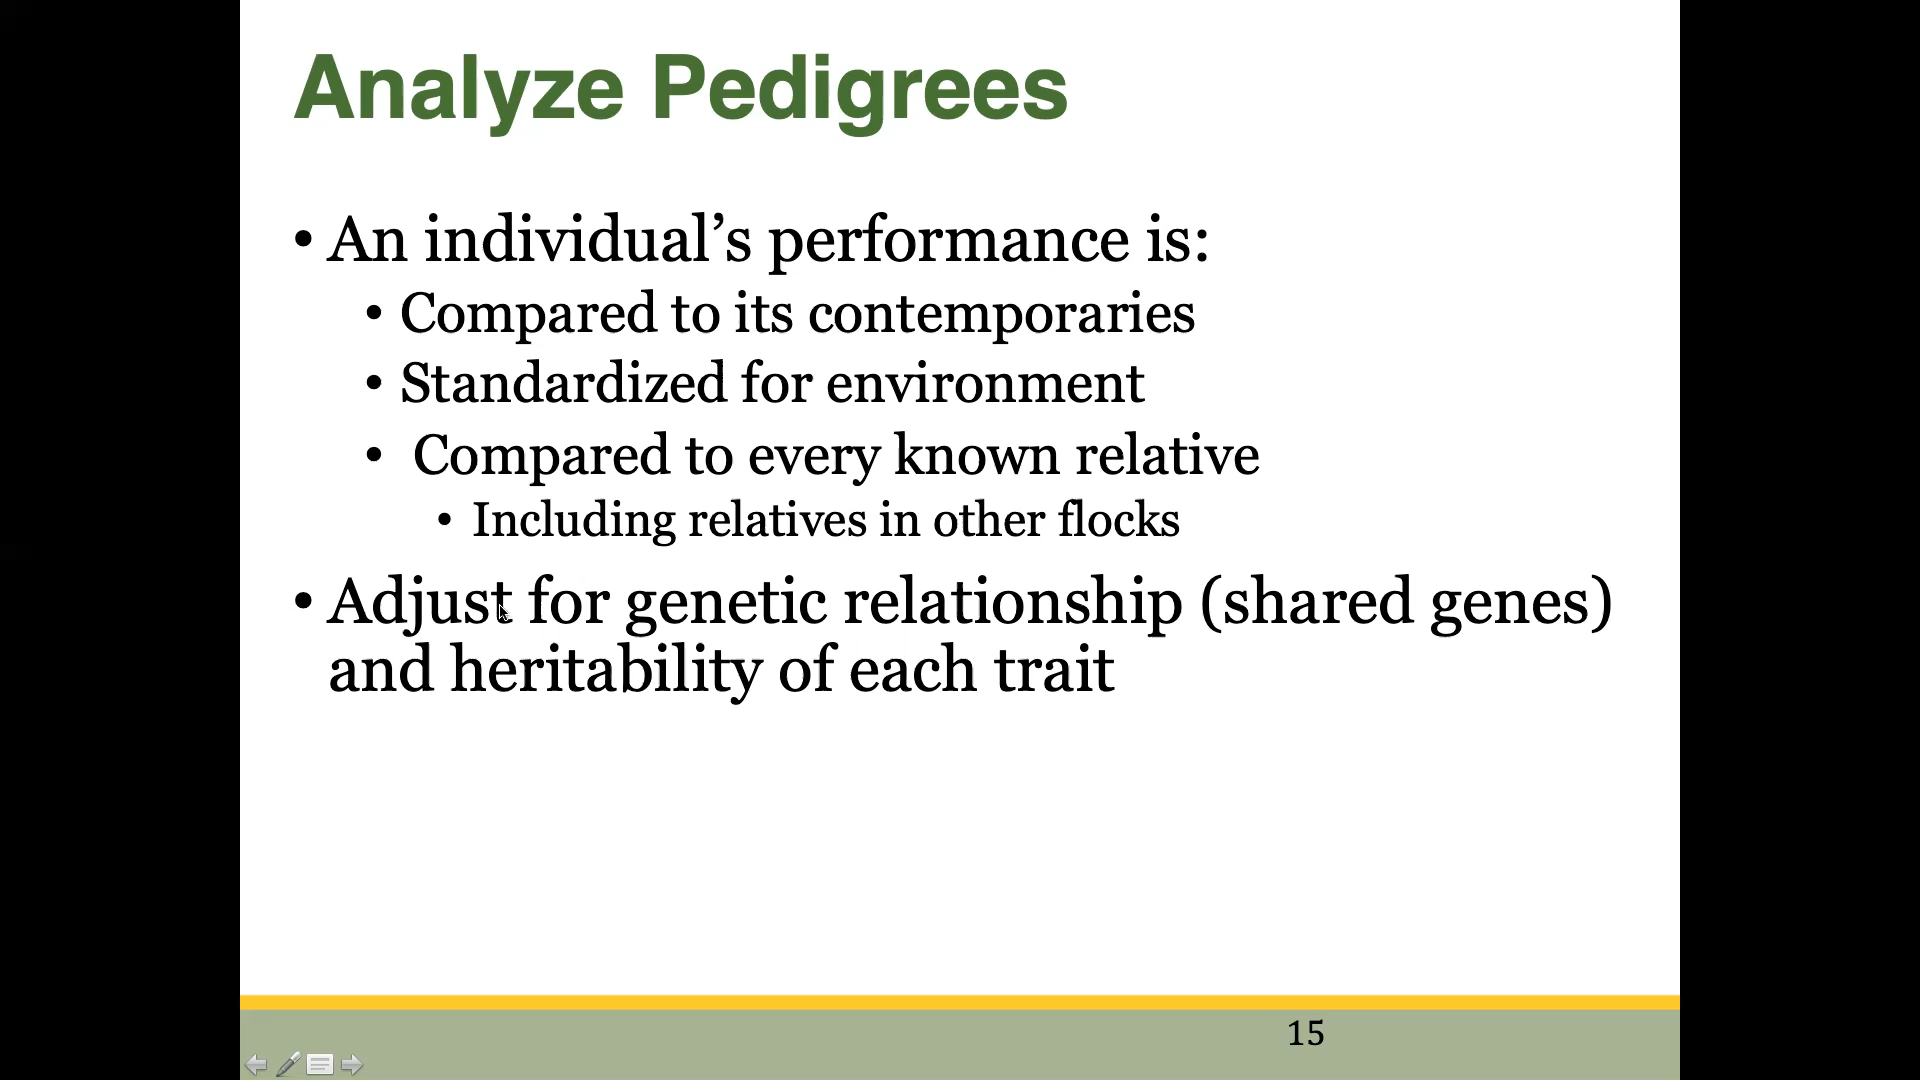 Analyze Pedigrees
• An individual’s performance is:
• Compared to its contemporaries
• Standardized for environment
• Compared to every known relative
• Including relatives in other flocks
• Adjust for genetic relationship (shared genes)
and heritability of each trait
15